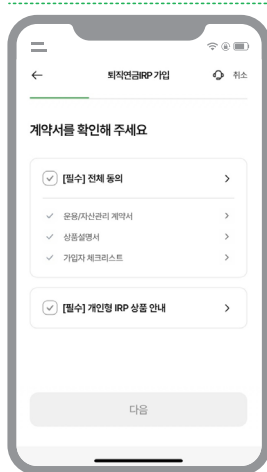 퇴직연금IRP 가입
취소
계약서를 확인해 주세요
[필수] 전체 동의
운용/자산관리 계약서
상품설명서
가입자 체크리스트
[필수] 개인형 IRP 상품 안내
다음